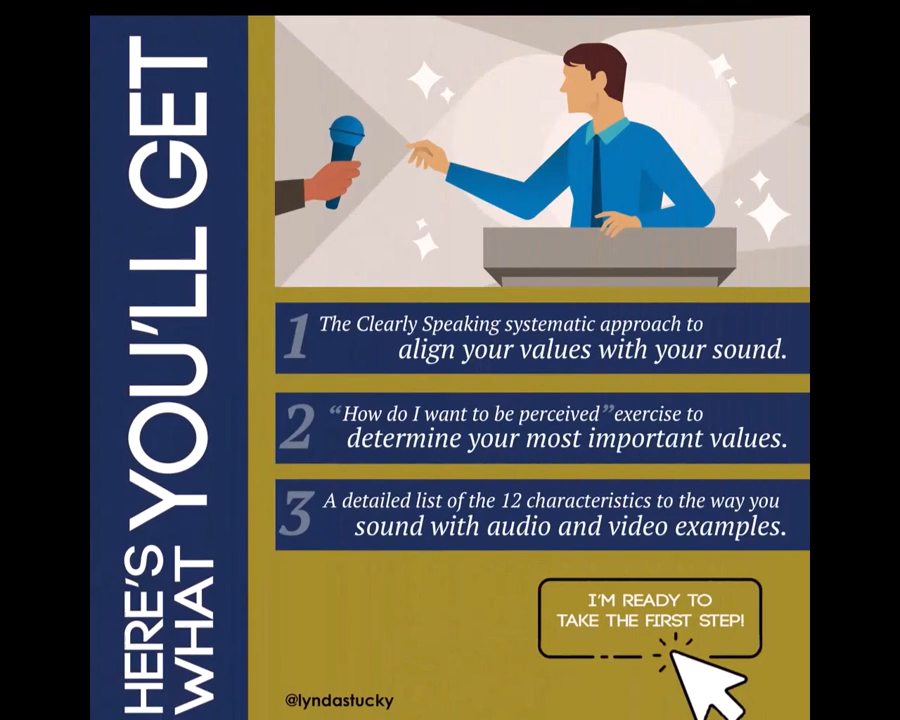 HERE'S
WHAT
YOU'LL GET
1
The Clearly Speaking systematic approach to
align your values with your sound.
2
“How do I want to be perceived” exercise to
determine your most important values.
3
A detailed list of the 12 characteristics to the way you
sound with audio and video examples.
I'M READY TO
TAKE THE FIRST STEP!
@lyndastucky